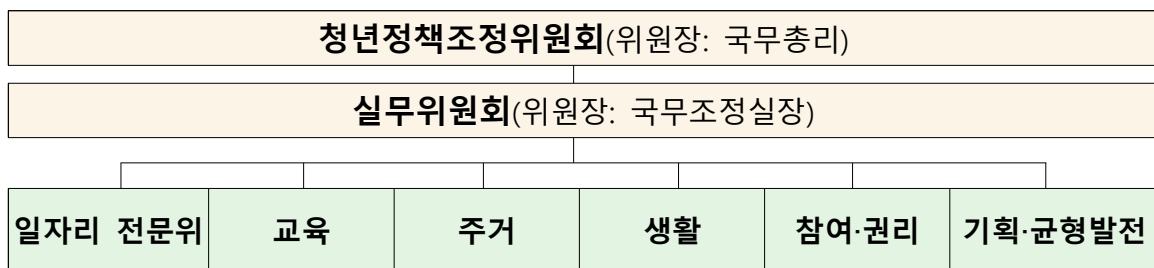 청년정책조정위원회(위원장: 국무총리)
실무위원회(위원장: 국무조정실장)
일자리 전문위 교육 주거 생활 참여·권리 기획·균형발전